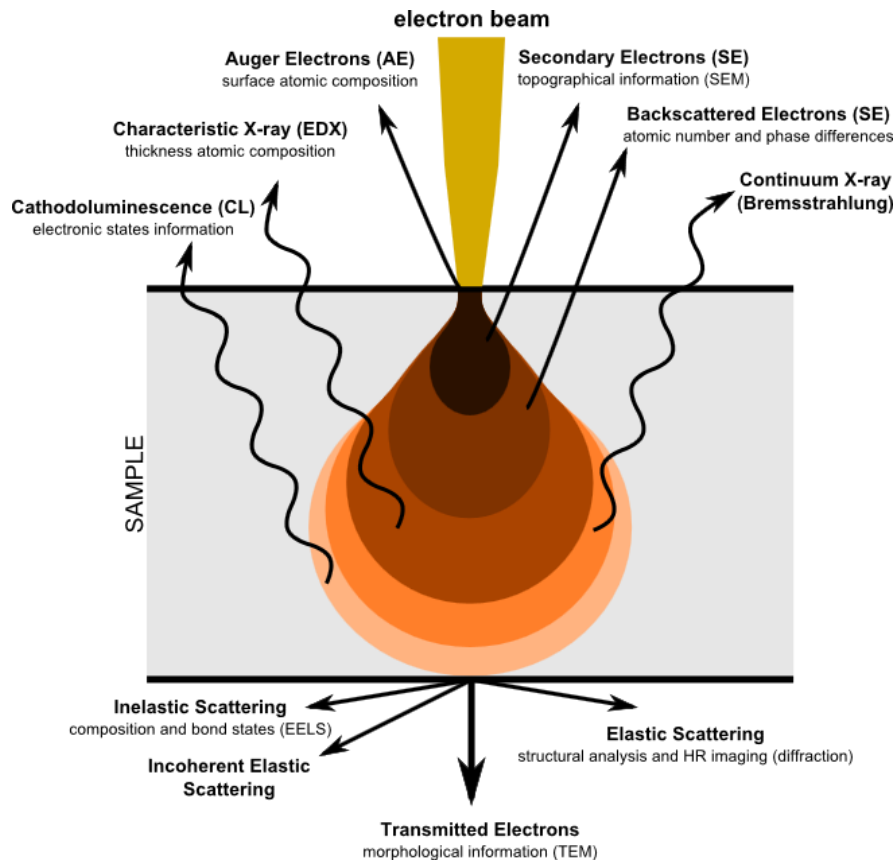 electron beam
Auger Electrons (AE)
surface atomic composition
Secondary Electrons (SE)
topographical information (SEM)
Characteristic X-ray (EDX)
thickness atomic composition
Backscattered Electrons (SE)
atomic number and phase differences
Cathodoluminescence (CL)
electronic states information
Continuum X-ray
(Bremsstrahlung)
SAMPLE
Inelastic Scattering
composition and bond states (EELS)
Incoherent Elastic
Scattering
Elastic Scattering
structural analysis and HR imaging (diffraction)
Transmitted Electrons
morphological information (TEM)